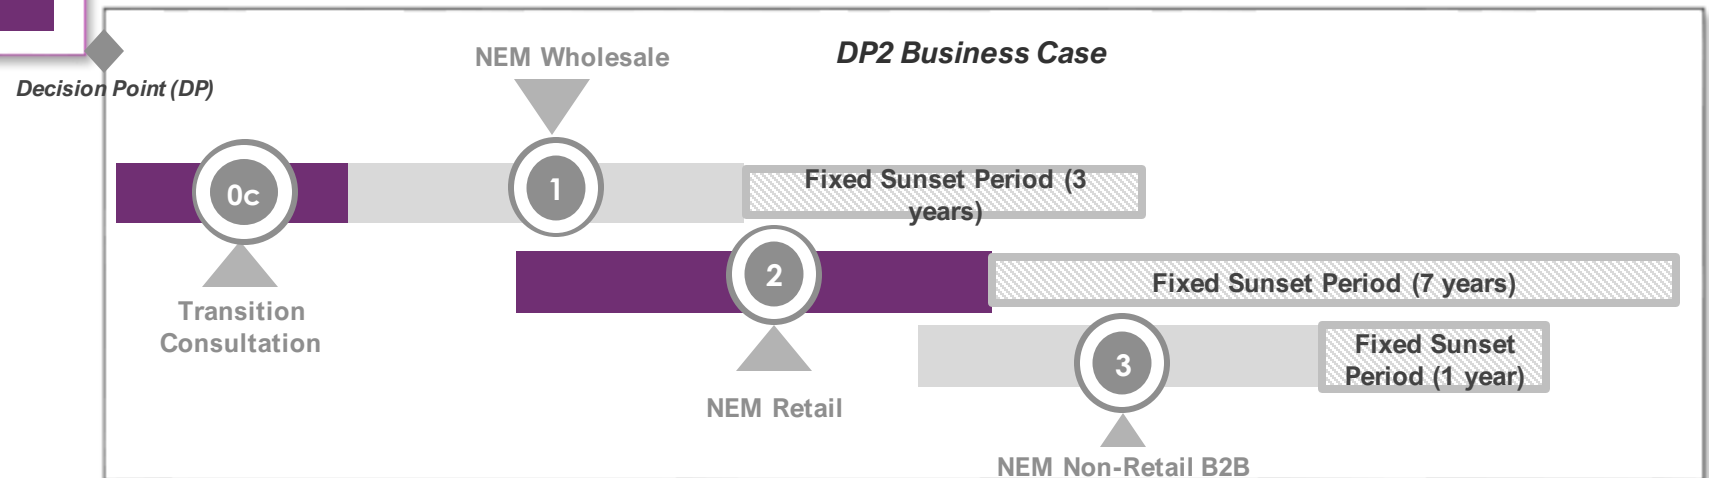 NEM Wholesale
DP2 Business Case
Decision Point (DP)
0c
1
Fixed Sunset Period (3
years)
2
Fixed Sunset Period (7 years)
Transition
Consultation
3
Fixed Sunset
Period (1 year)
NEM Retail
NEM Non-Retail B2B